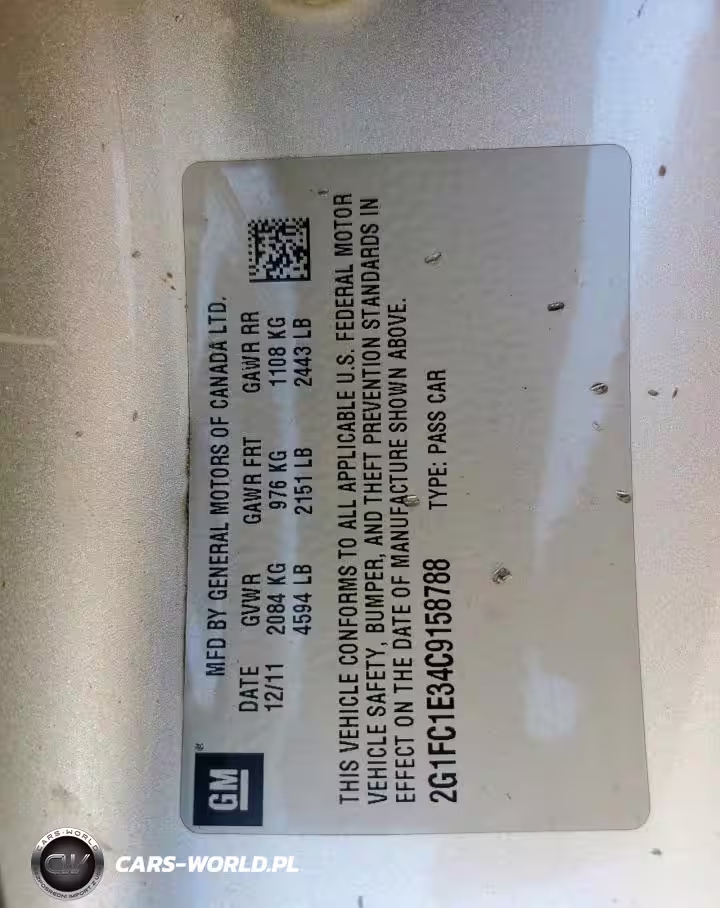 GM
MFD BY GENERAL MOTORS OF CANADA LTD.
DATE GVWR GAWR FRT GAWR RR
12/11 2084 KG 976 KG 1108 KG
4594 LB 2151 LB 2443 LB
THIS VEHICLE CONFORMS TO ALL APPLICABLE U.S. FEDERAL MOTOR
VEHICLE SAFETY, BUMPER, AND THEFT PREVENTION STANDARDS IN
EFFECT ON THE DATE OF MANUFACTURE SHOWN ABOVE.
2G1FC1E34C9158788 TYPE: PASS CAR
CARS-WORLD
CW
CARS-WORLD.PL